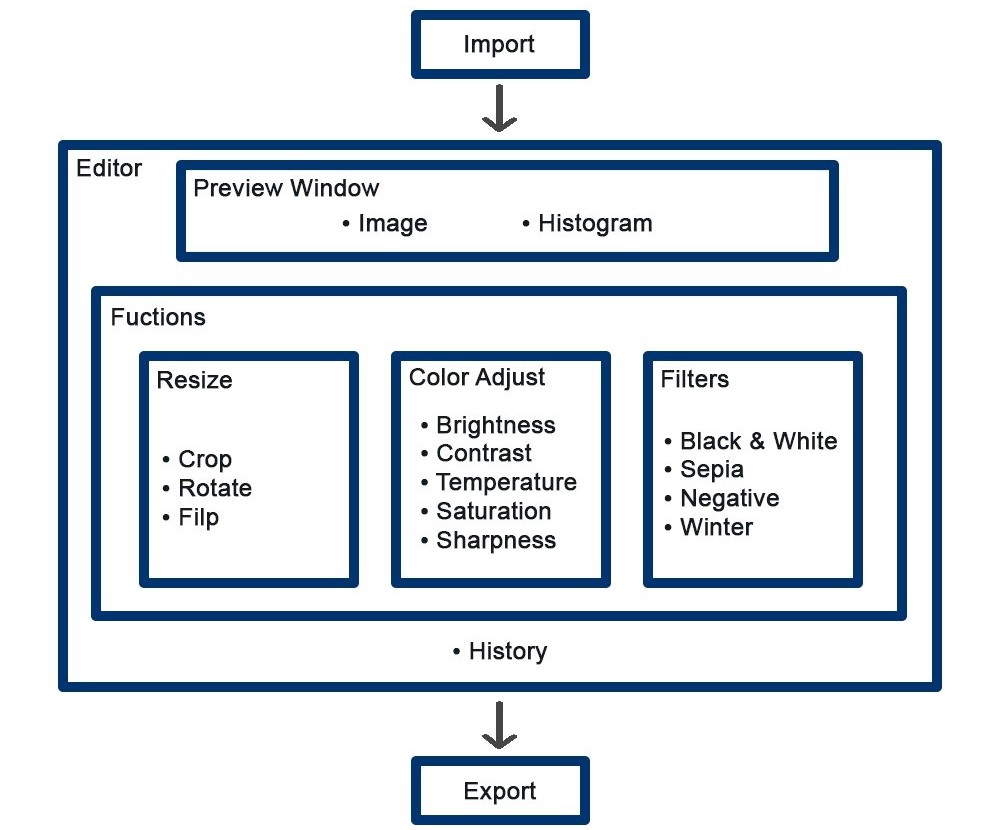 Import
Editor
Preview Window
• Image • Histogram
Fuctions
Resize
• Crop
• Rotate
• Filp
Color Adjust
• Brightness
• Contrast
• Temperature
• Saturation
• Sharpness
Filters
• Black & White
• Sepia
• Negative
• Winter
• History
Export